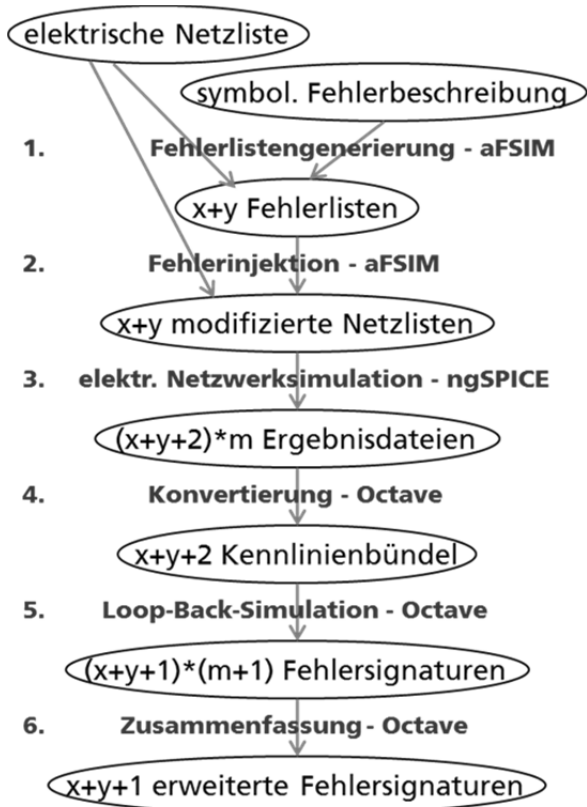 elektrische Netzliste
symbol. Fehlerbeschreibung
1. Fehlerlistengenerierung - aFSIM
x+y Fehlerlisten
2. Fehlerinjektion - aFSIM
x+y modifizierte Netzlisten
3. elektr. Netzwerksimulation - ngSPICE
(x+y+2)*m Ergebnisdateien
4. Konvertierung - Octave
x+y+2 Kennlinienbündel
5. Loop-Back-Simulation - Octave
(x+y+1)*(m+1) Fehlersignaturen
6. Zusammenfassung - Octave
x+y+1 erweiterte Fehlersignaturen